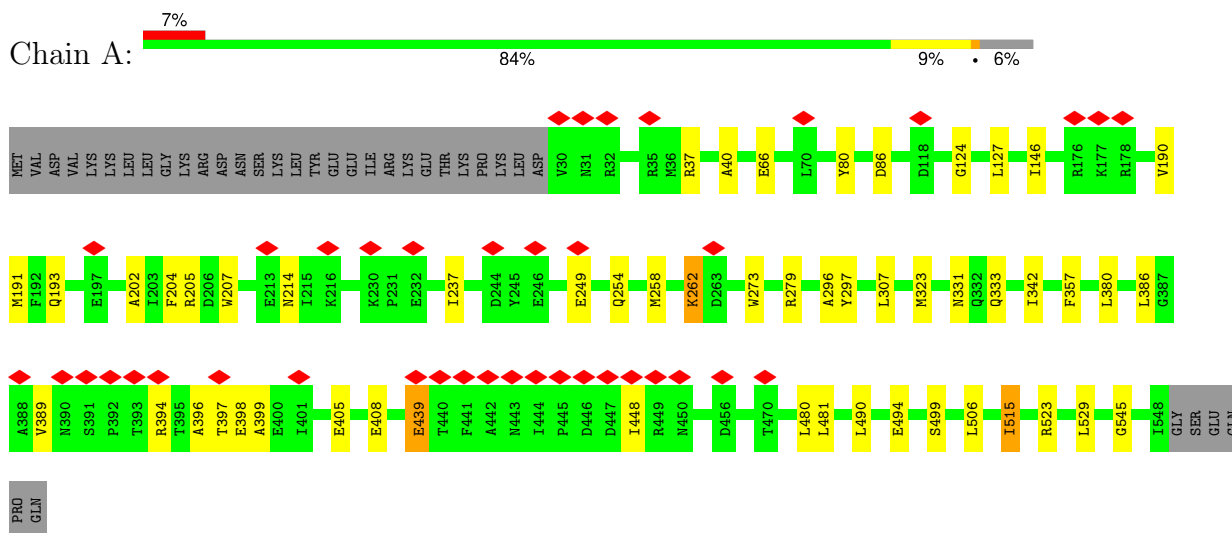 7%
Chain A:
84% 9% • 6%
MET VAL ASP VAL LYS LYS LEU LEU GLY LYS ARG ASP ASN SER LYS LEU TYR GLU GLU ILE ARG LYS GLU THR LYS PRO LYS LEU ASP V30 N31 R32 R35 M36 R37 A40 E66 L70 Y80 D86 D118 G124 L127 I146 R176 K177 R178 V190
M191 F192 Q193 E197 A202 I203 F204 R205 D206 W207 E213 N214 I215 K216 K230 P231 E232 I237 D244 Y245 E246 E249 Q254 M258 K262 D263 W273 R279 A296 Y297 L307 M323 N331 Q332 Q333 I342 F357 L380 L386 G387
A388 V389 N390 S391 P392 T393 R394 T395 A396 T397 E398 A399 E400 I401 E405 E408 E439 T440 F441 A442 N443 I444 P445 D446 D447 I448 R449 N450 D456 T470 L480 L481 L490 E494 S499 L506 I515 R523 L529 G545 I548 GLY SER GLU GLN
PRO GLN